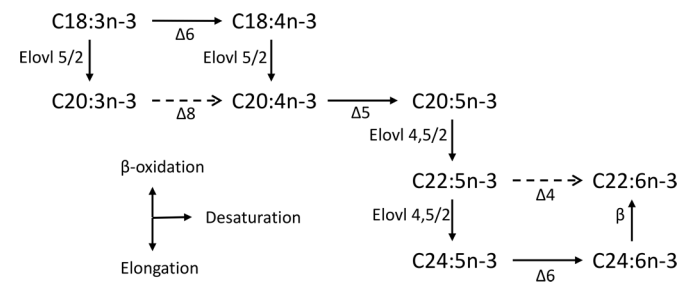 C18:3n-3 C18:4n-3
Δ6
Elovl 5/2 Elovl 5/2
C20:3n-3 C20:4n-3 C20:5n-3
Δ8 Δ5
Elovl 4,5/2
β-oxidation
C22:5n-3 C22:6n-3
Δ4
Desaturation Elovl 4,5/2 β
Elongation C24:5n-3 C24:6n-3
Δ6